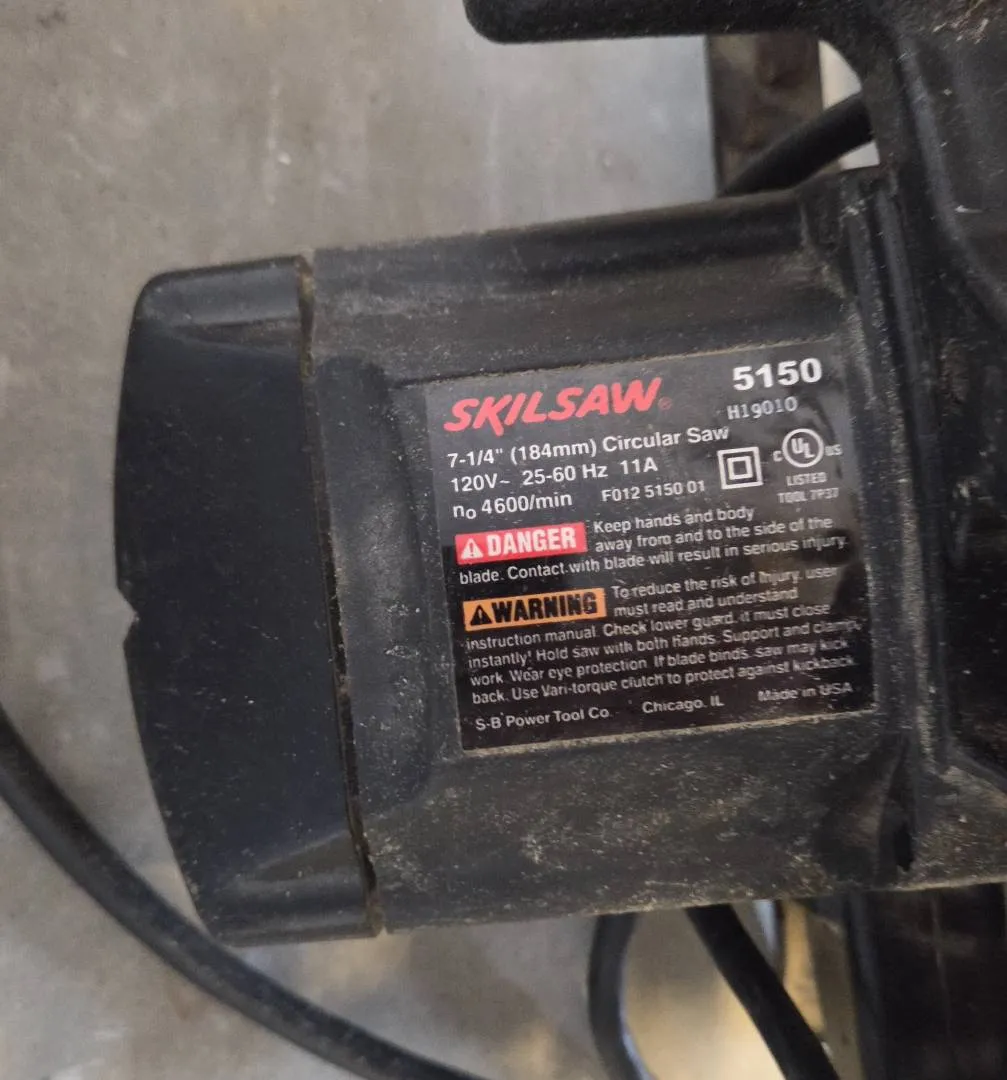 SKILSAW® 5150
H19010
7-1/4" (184mm) Circular Saw
120V~ 25-60 Hz 11A
n₀ 4600/min F012 5150 01
C UL US
LISTED
TOOL 7P37
DANGER Keep hands and body
away from and to the side of the
blade. Contact with blade will result in serious injury.
WARNING To reduce the risk of injury, user
must read and understand
instruction manual. Check lower guard, it must close
instantly! Hold saw with both hands. Support and clamp
work. Wear eye protection. If blade binds, saw may kick
back. Use Vari-torque clutch to protect against kickback.
S-B Power Tool Co. Chicago, IL Made in USA